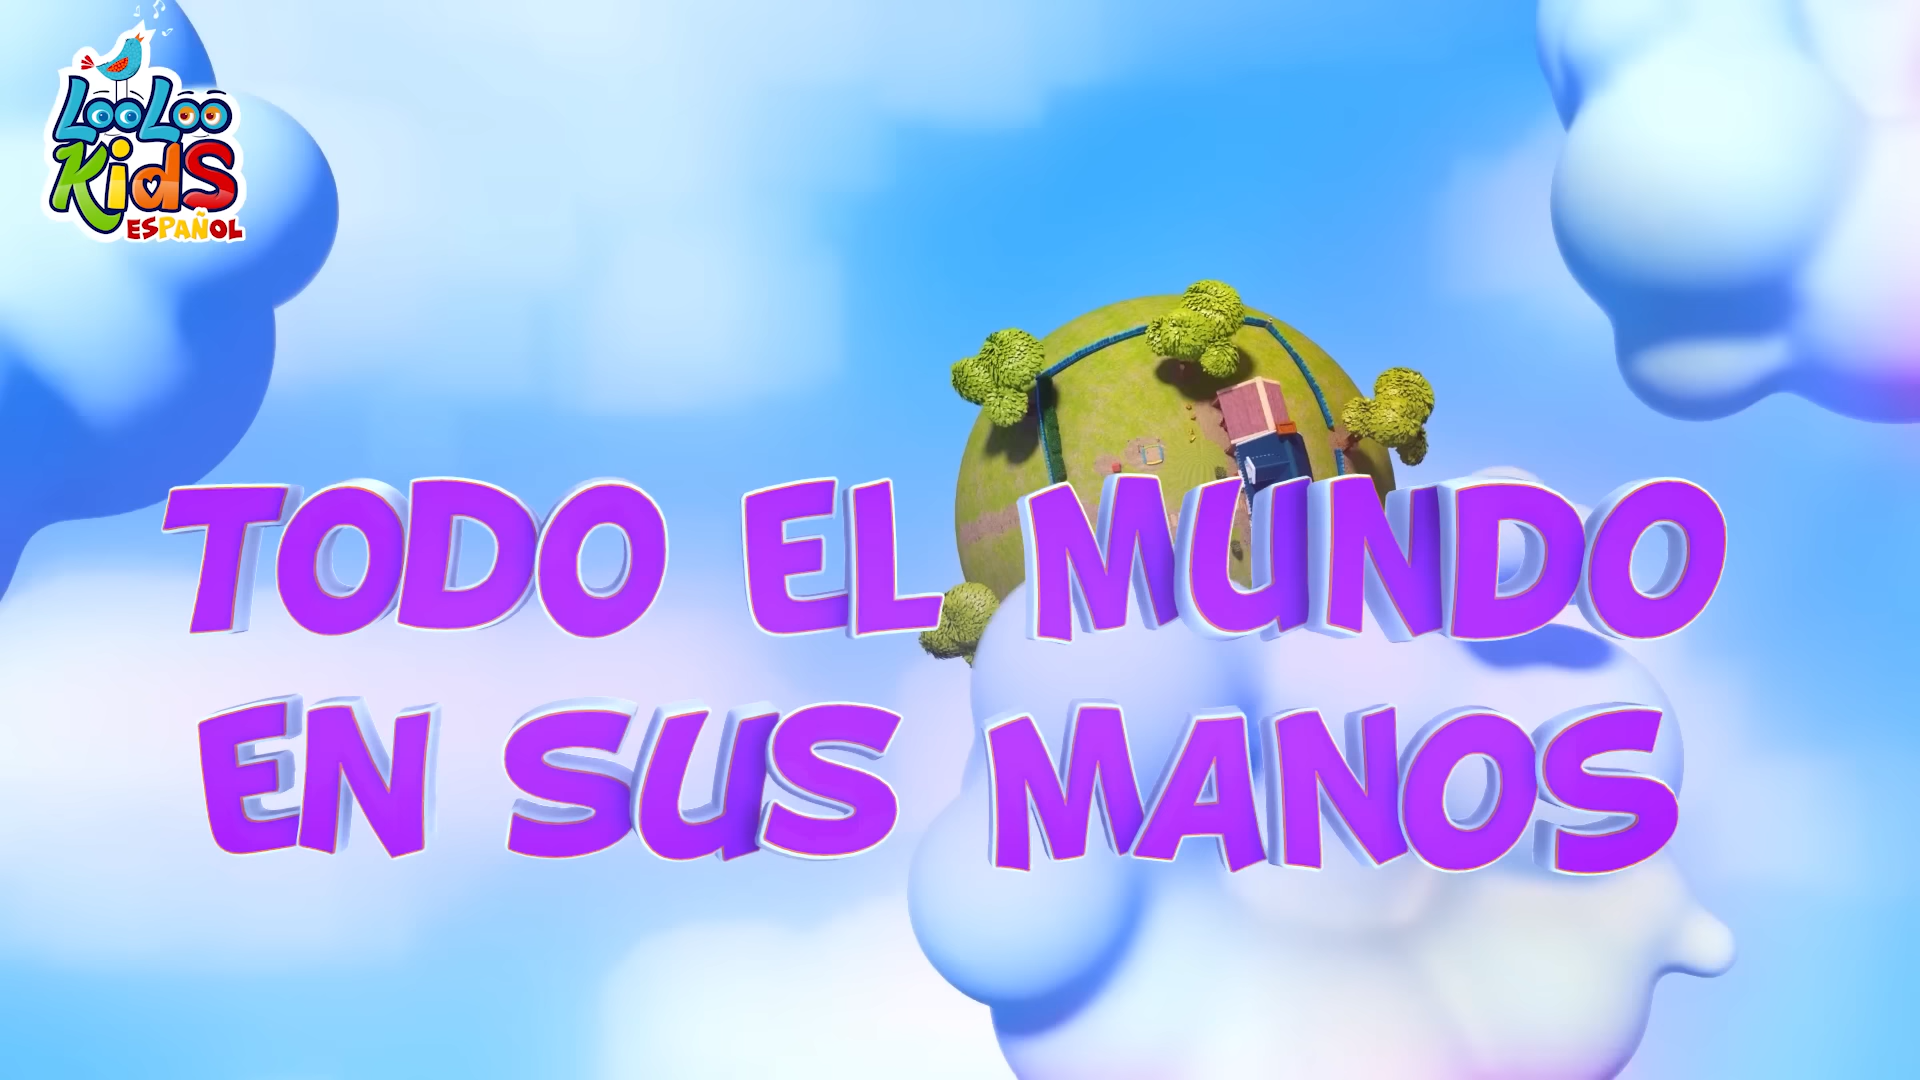 LooLoo
Kids
ESPAÑOL
TODO EL MUNDO
EN SUS MANOS